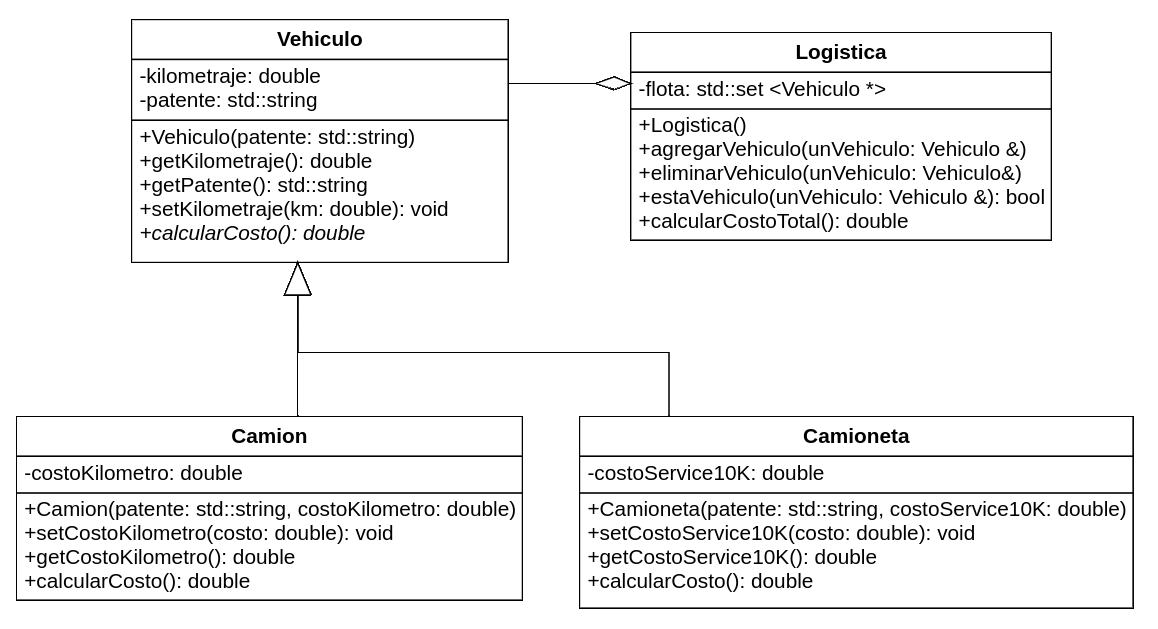 Vehiculo
-kilometraje: double
-patente: std::string
+Vehiculo(patente: std::string)
+getKilometraje(): double
+getPatente(): std::string
+setKilometraje(km: double): void
+calcularCosto(): double
Logistica
-flota: std::set <Vehiculo *>
+Logistica()
+agregarVehiculo(unVehiculo: Vehiculo &)
+eliminarVehiculo(unVehiculo: Vehiculo&)
+estaVehiculo(unVehiculo: Vehiculo &): bool
+calcularCostoTotal(): double
Camion
-costoKilometro: double
+Camion(patente: std::string, costoKilometro: double)
+setCostoKilometro(costo: double): void
+getCostoKilometro(): double
+calcularCosto(): double
Camioneta
-costoService10K: double
+Camioneta(patente: std::string, costoService10K: double)
+setCostoService10K(costo: double): void
+getCostoService10K(): double
+calcularCosto(): double